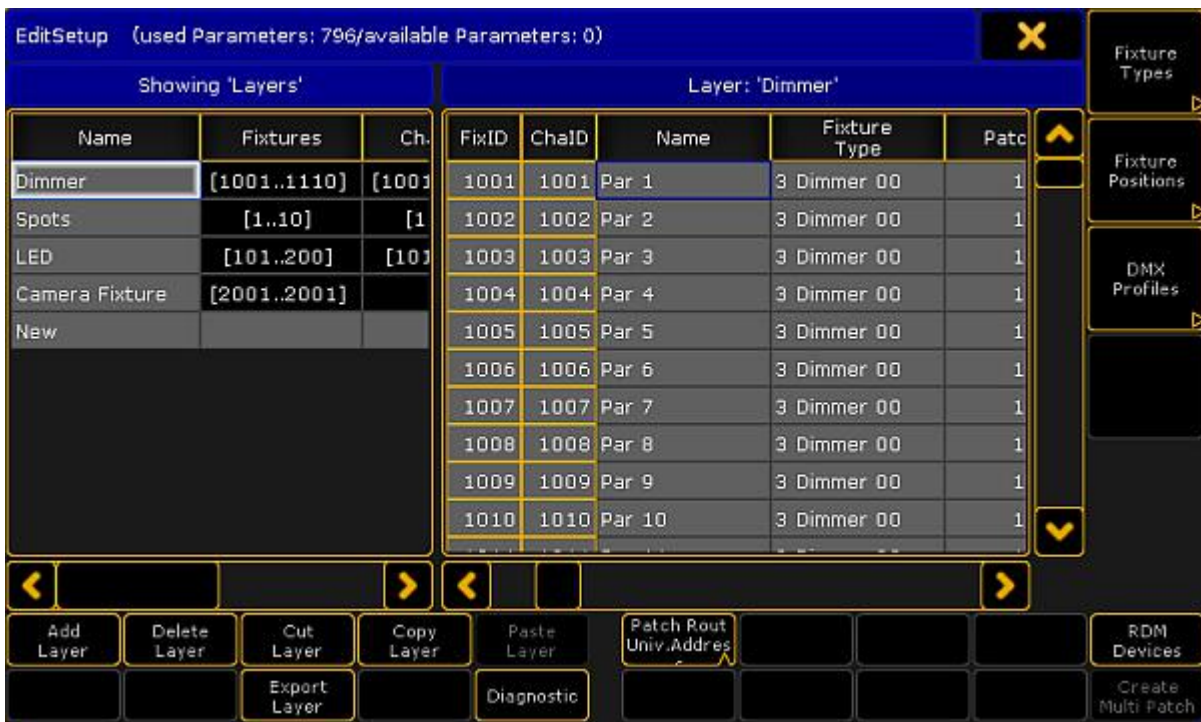 EditSetup (used Parameters: 796/available Parameters: 0)
Fixture
Types
Showing 'Layers'
Layer: 'Dimmer'
Name Fixtures Ch.
FixID ChaID Name Fixture Type Patc
Dimmer [1001..1110] [1001
Spots [1..10] [1
LED [101..200] [101
Camera Fixture [2001..2001]
New
1001 1001 Par 1 3 Dimmer 00 1
1002 1002 Par 2 3 Dimmer 00 1
1003 1003 Par 3 3 Dimmer 00 1
1004 1004 Par 4 3 Dimmer 00 1
1005 1005 Par 5 3 Dimmer 00 1
1006 1006 Par 6 3 Dimmer 00 1
1007 1007 Par 7 3 Dimmer 00 1
1008 1008 Par 8 3 Dimmer 00 1
1009 1009 Par 9 3 Dimmer 00 1
1010 1010 Par 10 3 Dimmer 00 1
Fixture
Positions
DMX
Profiles
Add
Layer
Delete
Layer
Cut
Layer
Copy
Layer
Paste
Layer
Patch Rout
Univ.Addres
RDM
Devices
Export
Layer
Diagnostic
Create
Multi Patch